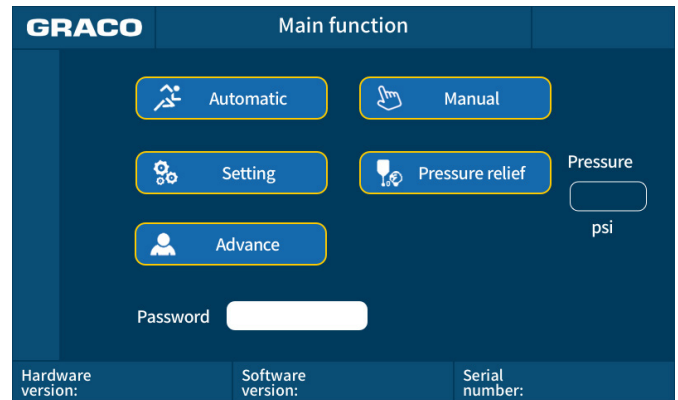 GRACO
Main function
Automatic
Manual
Setting
Pressure relief
Pressure
psi
Advance
Password
Hardware
version:
Software
version:
Serial
number: